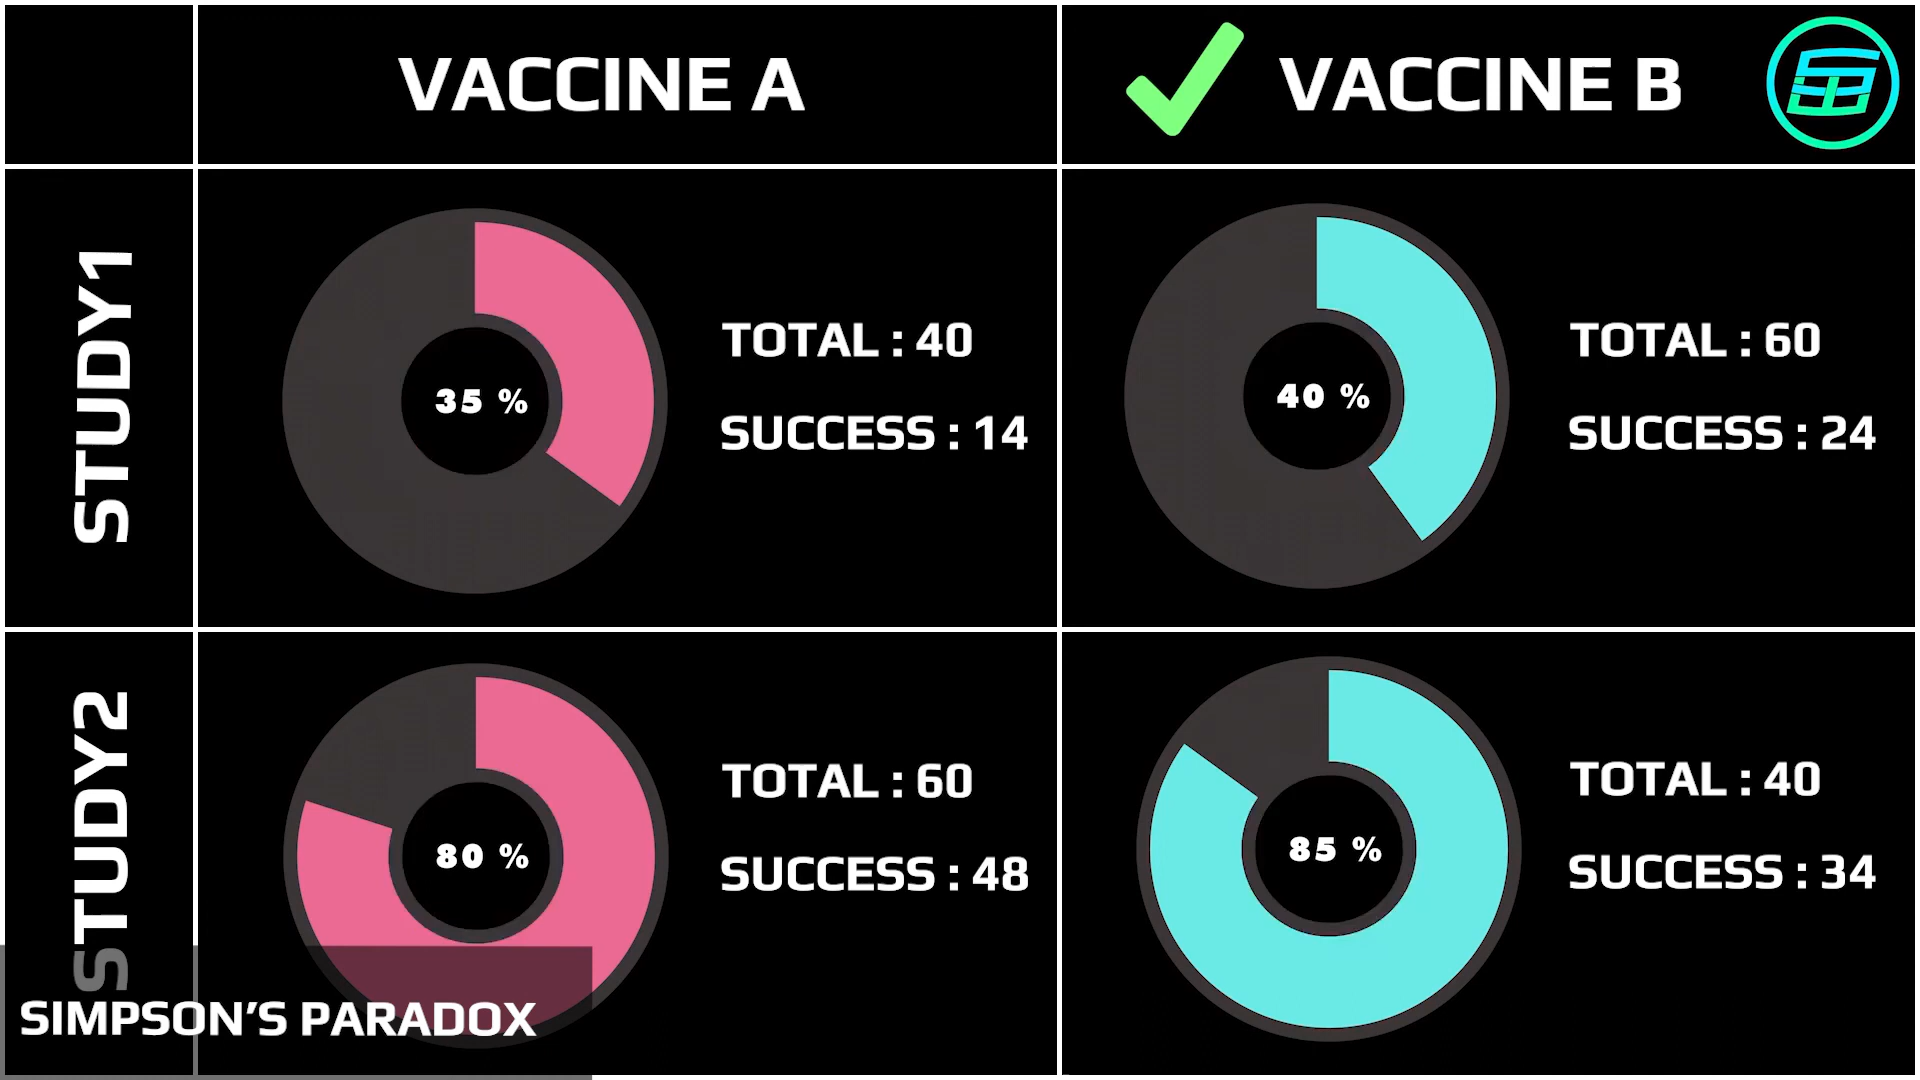 VACCINE A
VACCINE B
STUDY1
35 %
TOTAL : 40
SUCCESS : 14
40 %
TOTAL : 60
SUCCESS : 24
STUDY2
80 %
TOTAL : 60
SUCCESS : 48
85 %
TOTAL : 40
SUCCESS : 34
SIMPSON'S PARADOX